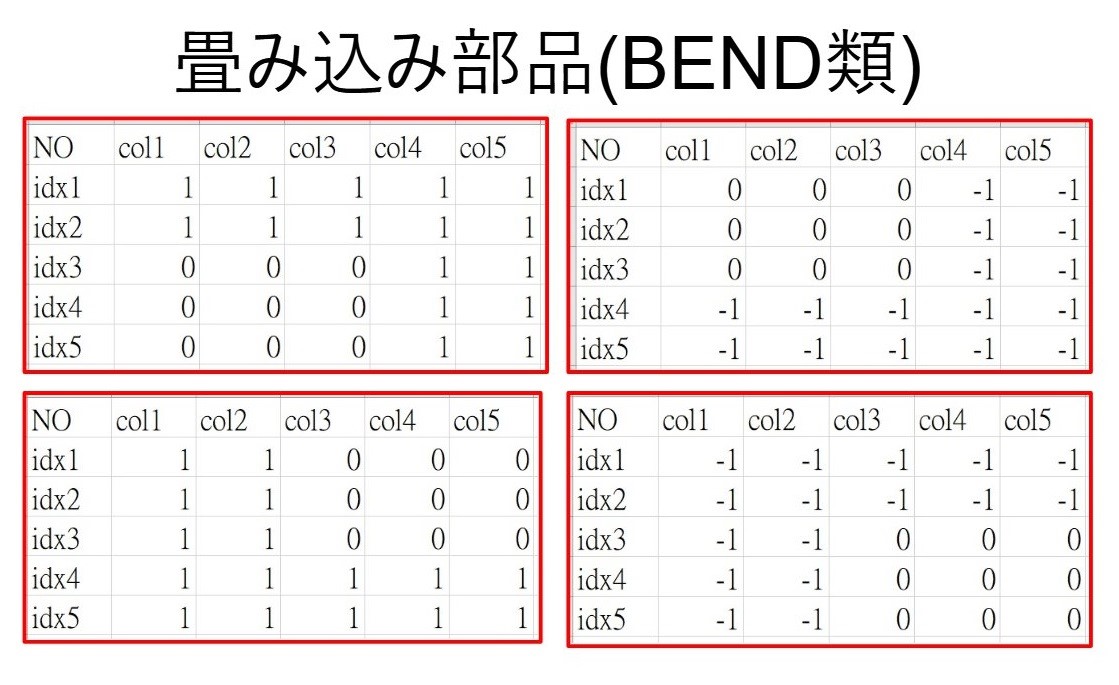 畳み込み部品(BEND類)
NO col1 col2 col3 col4 col5
idx1 1 1 1 1 1
idx2 1 1 1 1 1
idx3 0 0 0 1 1
idx4 0 0 0 1 1
idx5 0 0 0 1 1
NO col1 col2 col3 col4 col5
idx1 0 0 0 -1 -1
idx2 0 0 0 -1 -1
idx3 0 0 0 -1 -1
idx4 -1 -1 -1 -1 -1
idx5 -1 -1 -1 -1 -1
NO col1 col2 col3 col4 col5
idx1 1 1 0 0 0
idx2 1 1 0 0 0
idx3 1 1 0 0 0
idx4 1 1 1 1 1
idx5 1 1 1 1 1
NO col1 col2 col3 col4 col5
idx1 -1 -1 -1 -1 -1
idx2 -1 -1 -1 -1 -1
idx3 -1 -1 0 0 0
idx4 -1 -1 0 0 0
idx5 -1 -1 0 0 0